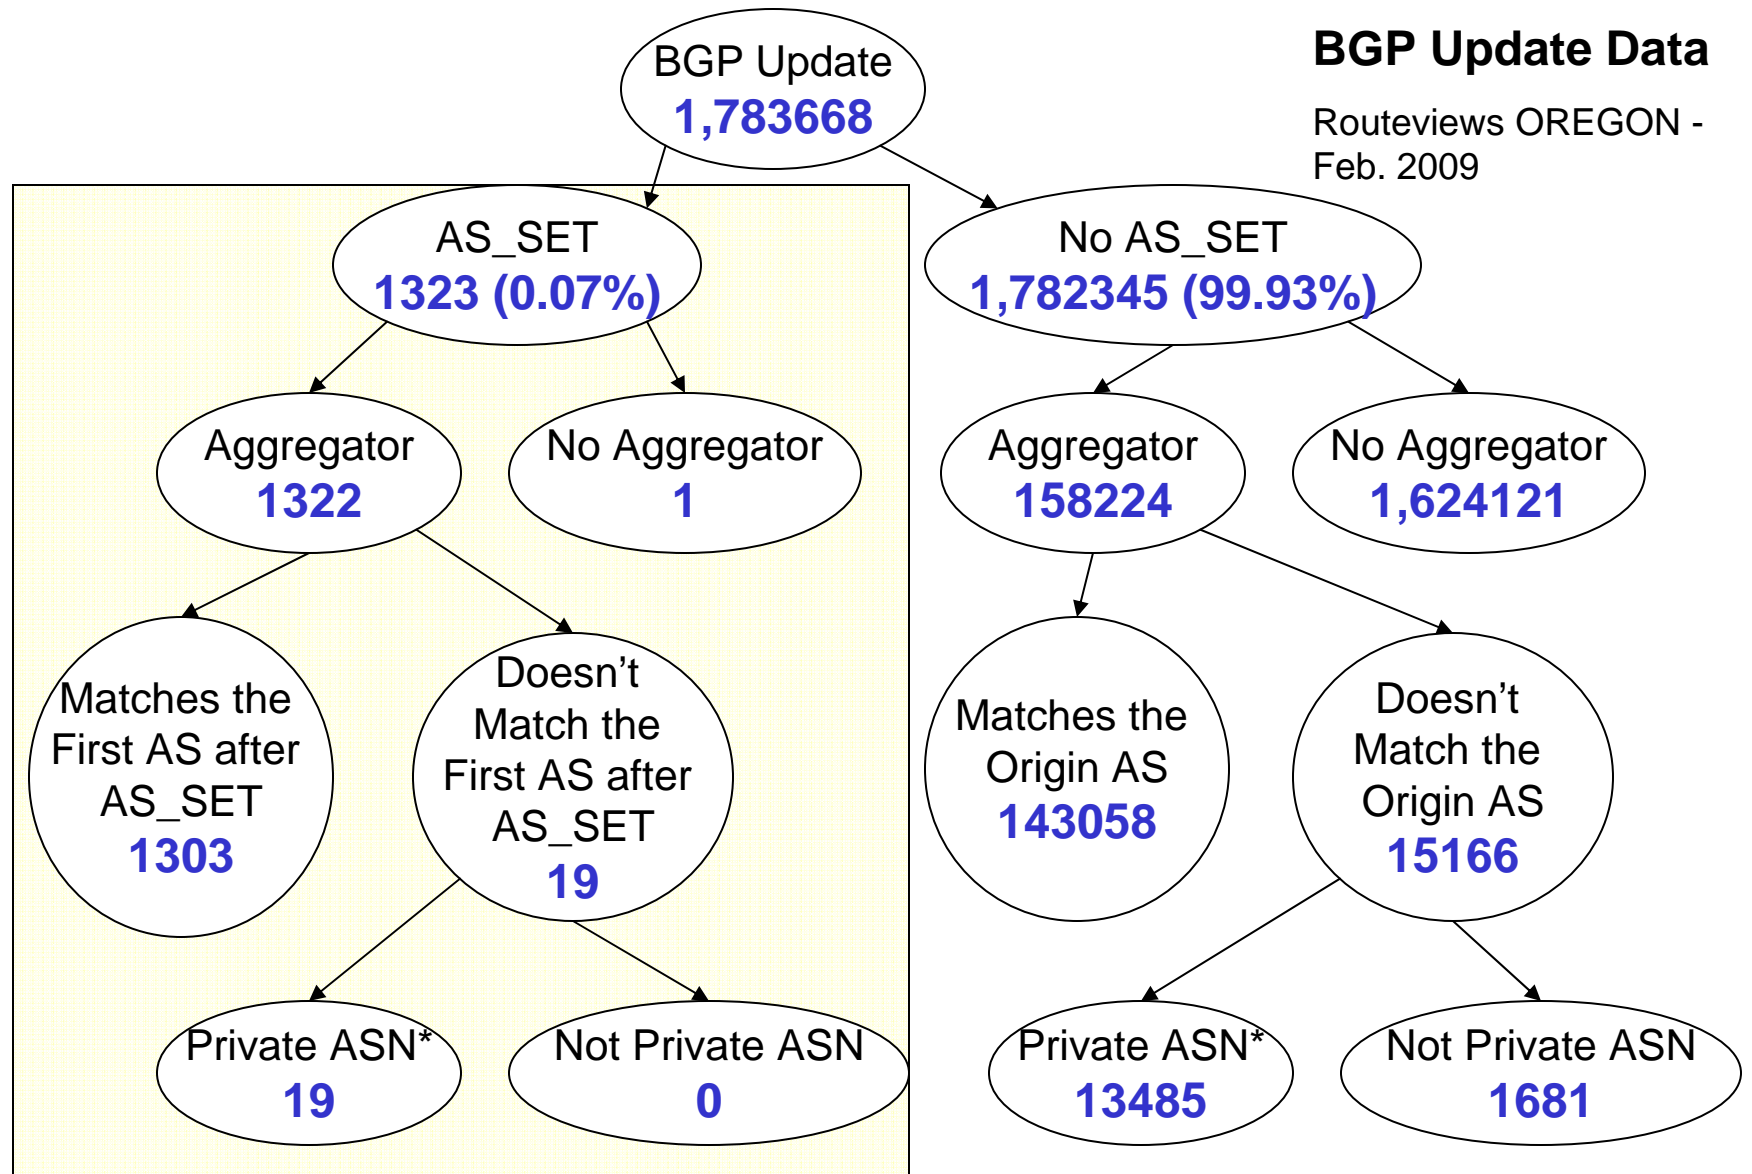 BGP Update Data
Routeviews OREGON -
Feb. 2009
BGP Update
1,783668
AS_SET
1323 (0.07%)
No AS_SET
1,782345 (99.93%)
Aggregator
1322
No Aggregator
1
Aggregator
158224
No Aggregator
1,624121
Matches the
First AS after
AS_SET
1303
Doesn’t
Match the
First AS after
AS_SET
19
Matches the
Origin AS
143058
Doesn’t
Match the
Origin AS
15166
Private ASN*
19
Not Private ASN
0
Private ASN*
13485
Not Private ASN
1681